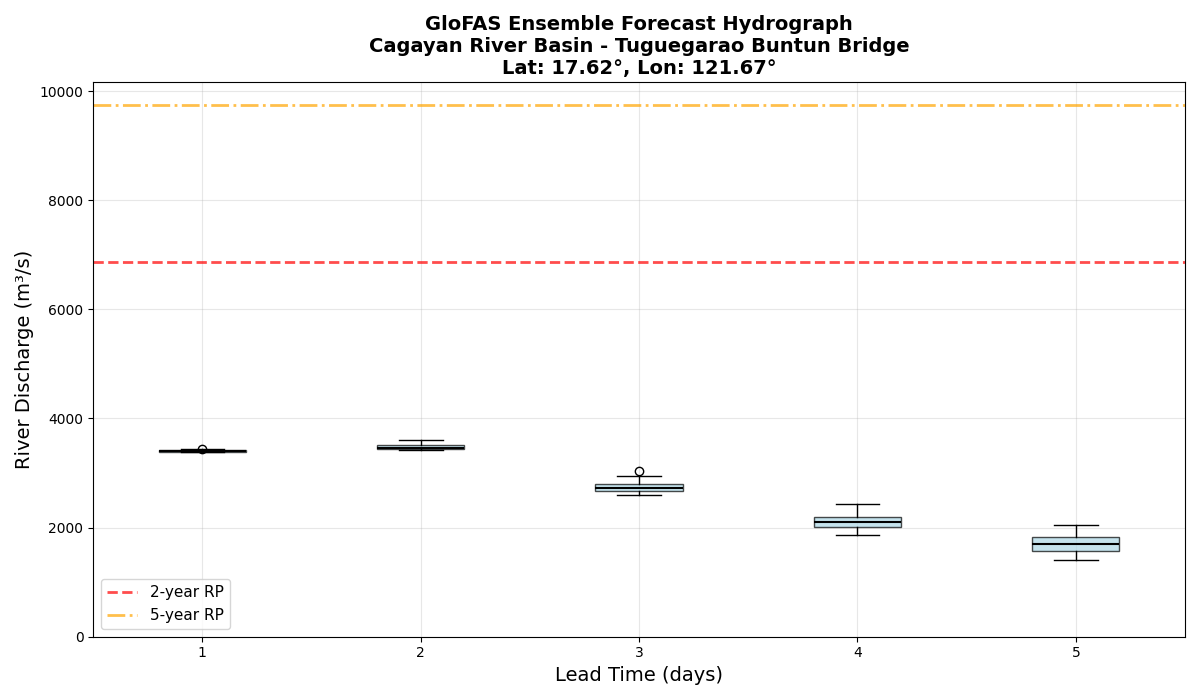 GloFAS Ensemble Forecast Hydrograph
Cagayan River Basin - Tuguegarao Buntun Bridge
Lat: 17.62°, Lon: 121.67°
River Discharge (m³/s)
10000
8000
6000
4000
2000
0
2-year RP
5-year RP
1 2 3 4 5
Lead Time (days)